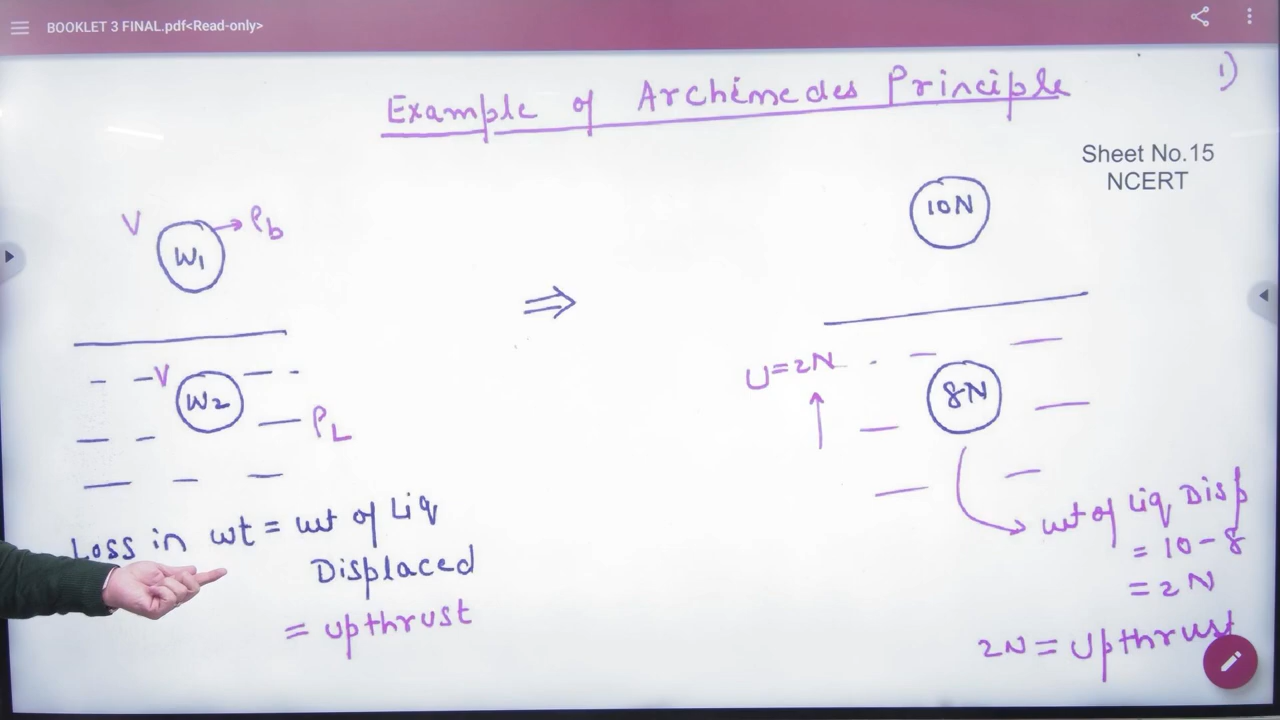 BOOKLET 3 FINAL.pdf<Read-only>
Example of Archimedes Principle
1)
Sheet No.15
NCERT
V
W1
ρb
V
W2
ρL
Loss in wt = wt of Liq
Displaced
= upthrust
⇒
10N
U=2N
8N
wt of Liq Disp
= 10-8
= 2N
2N = Upthrust